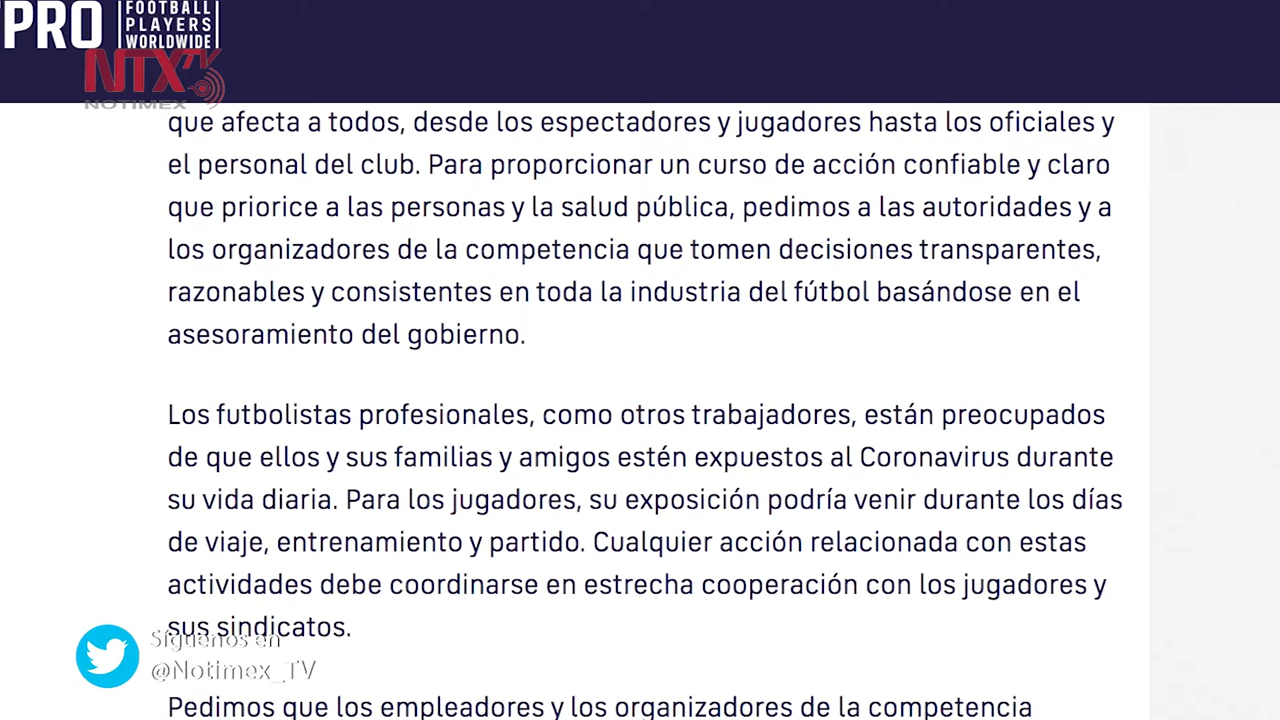 PRO
FOOTBALL
PLAYERS
WORLDWIDE
NTX TV
NOTIMEX
que afecta a todos, desde los espectadores y jugadores hasta los oficiales y
el personal del club. Para proporcionar un curso de acción confiable y claro
que priorice a las personas y la salud pública, pedimos a las autoridades y a
los organizadores de la competencia que tomen decisiones transparentes,
razonables y consistentes en toda la industria del fútbol basándose en el
asesoramiento del gobierno.
Los futbolistas profesionales, como otros trabajadores, están preocupados
de que ellos y sus familias y amigos estén expuestos al Coronavirus durante
su vida diaria. Para los jugadores, su exposición podría venir durante los días
de viaje, entrenamiento y partido. Cualquier acción relacionada con estas
actividades debe coordinarse en estrecha cooperación con los jugadores y
sus sindicatos.
Síguenos en
@Notimex_TV
Pedimos que los empleadores y los organizadores de la competencia